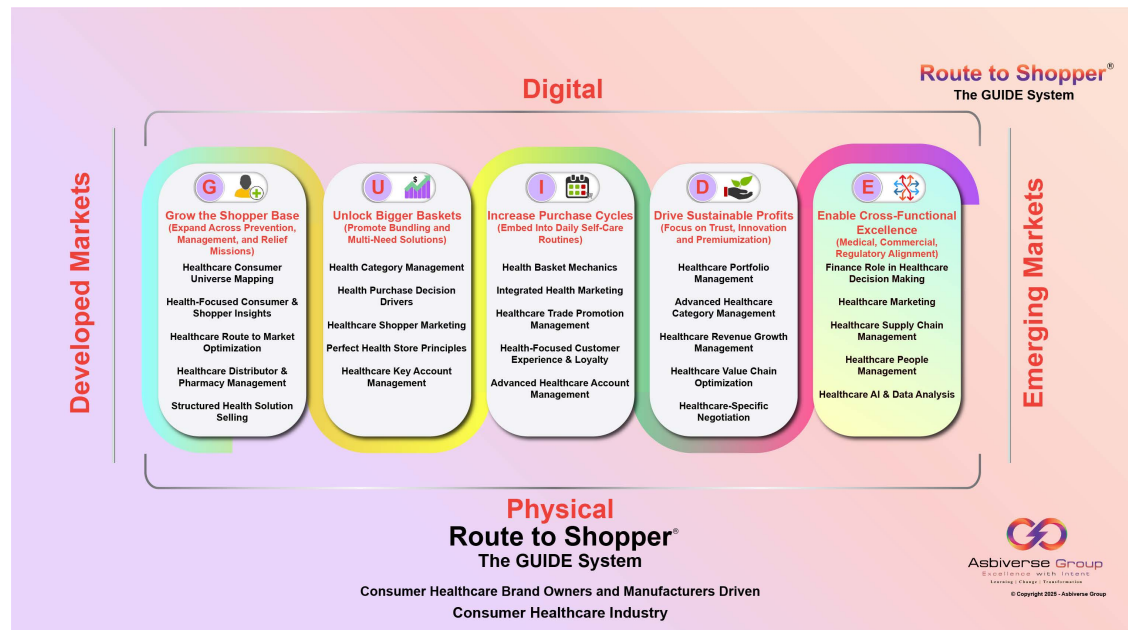 Route to Shopper®
The GUIDE System
Digital
Developed Markets
Emerging Markets
G
Grow the Shopper Base
(Expand Across Prevention,
Management, and Relief
Missions)
Healthcare Consumer
Universe Mapping
Health-Focused Consumer &
Shopper Insights
Healthcare Route to Market
Optimization
Healthcare Distributor &
Pharmacy Management
Structured Health Solution
Selling
U
$
Unlock Bigger Baskets
(Promote Bundling and
Multi-Need Solutions)
Health Category Management
Health Purchase Decision
Drivers
Healthcare Shopper Marketing
Perfect Health Store Principles
Healthcare Key Account
Management
I
Increase Purchase Cycles
(Embed Into Daily Self-Care
Routines)
Health Basket Mechanics
Integrated Health Marketing
Healthcare Trade Promotion
Management
Health-Focused Customer
Experience & Loyalty
Advanced Healthcare Account
Management
D
Drive Sustainable Profits
(Focus on Trust, Innovation
and Premiumization)
Healthcare Portfolio
Management
Advanced Healthcare
Category Management
Healthcare Revenue Growth
Management
Healthcare Value Chain
Optimization
Healthcare-Specific
Negotiation
E
Enable Cross-Functional
Excellence
(Medical, Commercial,
Regulatory Alignment)
Finance Role in Healthcare
Decision Making
Healthcare Marketing
Healthcare Supply Chain
Management
Healthcare People
Management
Healthcare AI & Data Analysis
Physical
Route to Shopper®
The GUIDE System
Consumer Healthcare Brand Owners and Manufacturers Driven
Consumer Healthcare Industry
Asbiverse Group
Excellence with Intent
Learning | Change | Transformation
© Copyright 2025 - Asbiverse Group